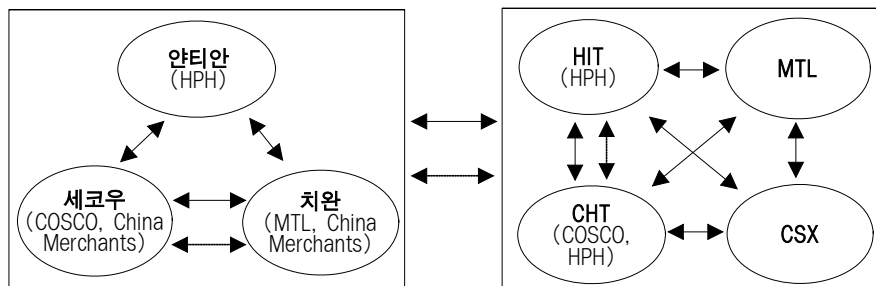 얀티안
(HPH)
세코우
(COSCO, China
Merchants)
치완
(MTL, China
Merchants)
HIT
(HPH)
MTL
CHT
(COSCO,
HPH)
CSX